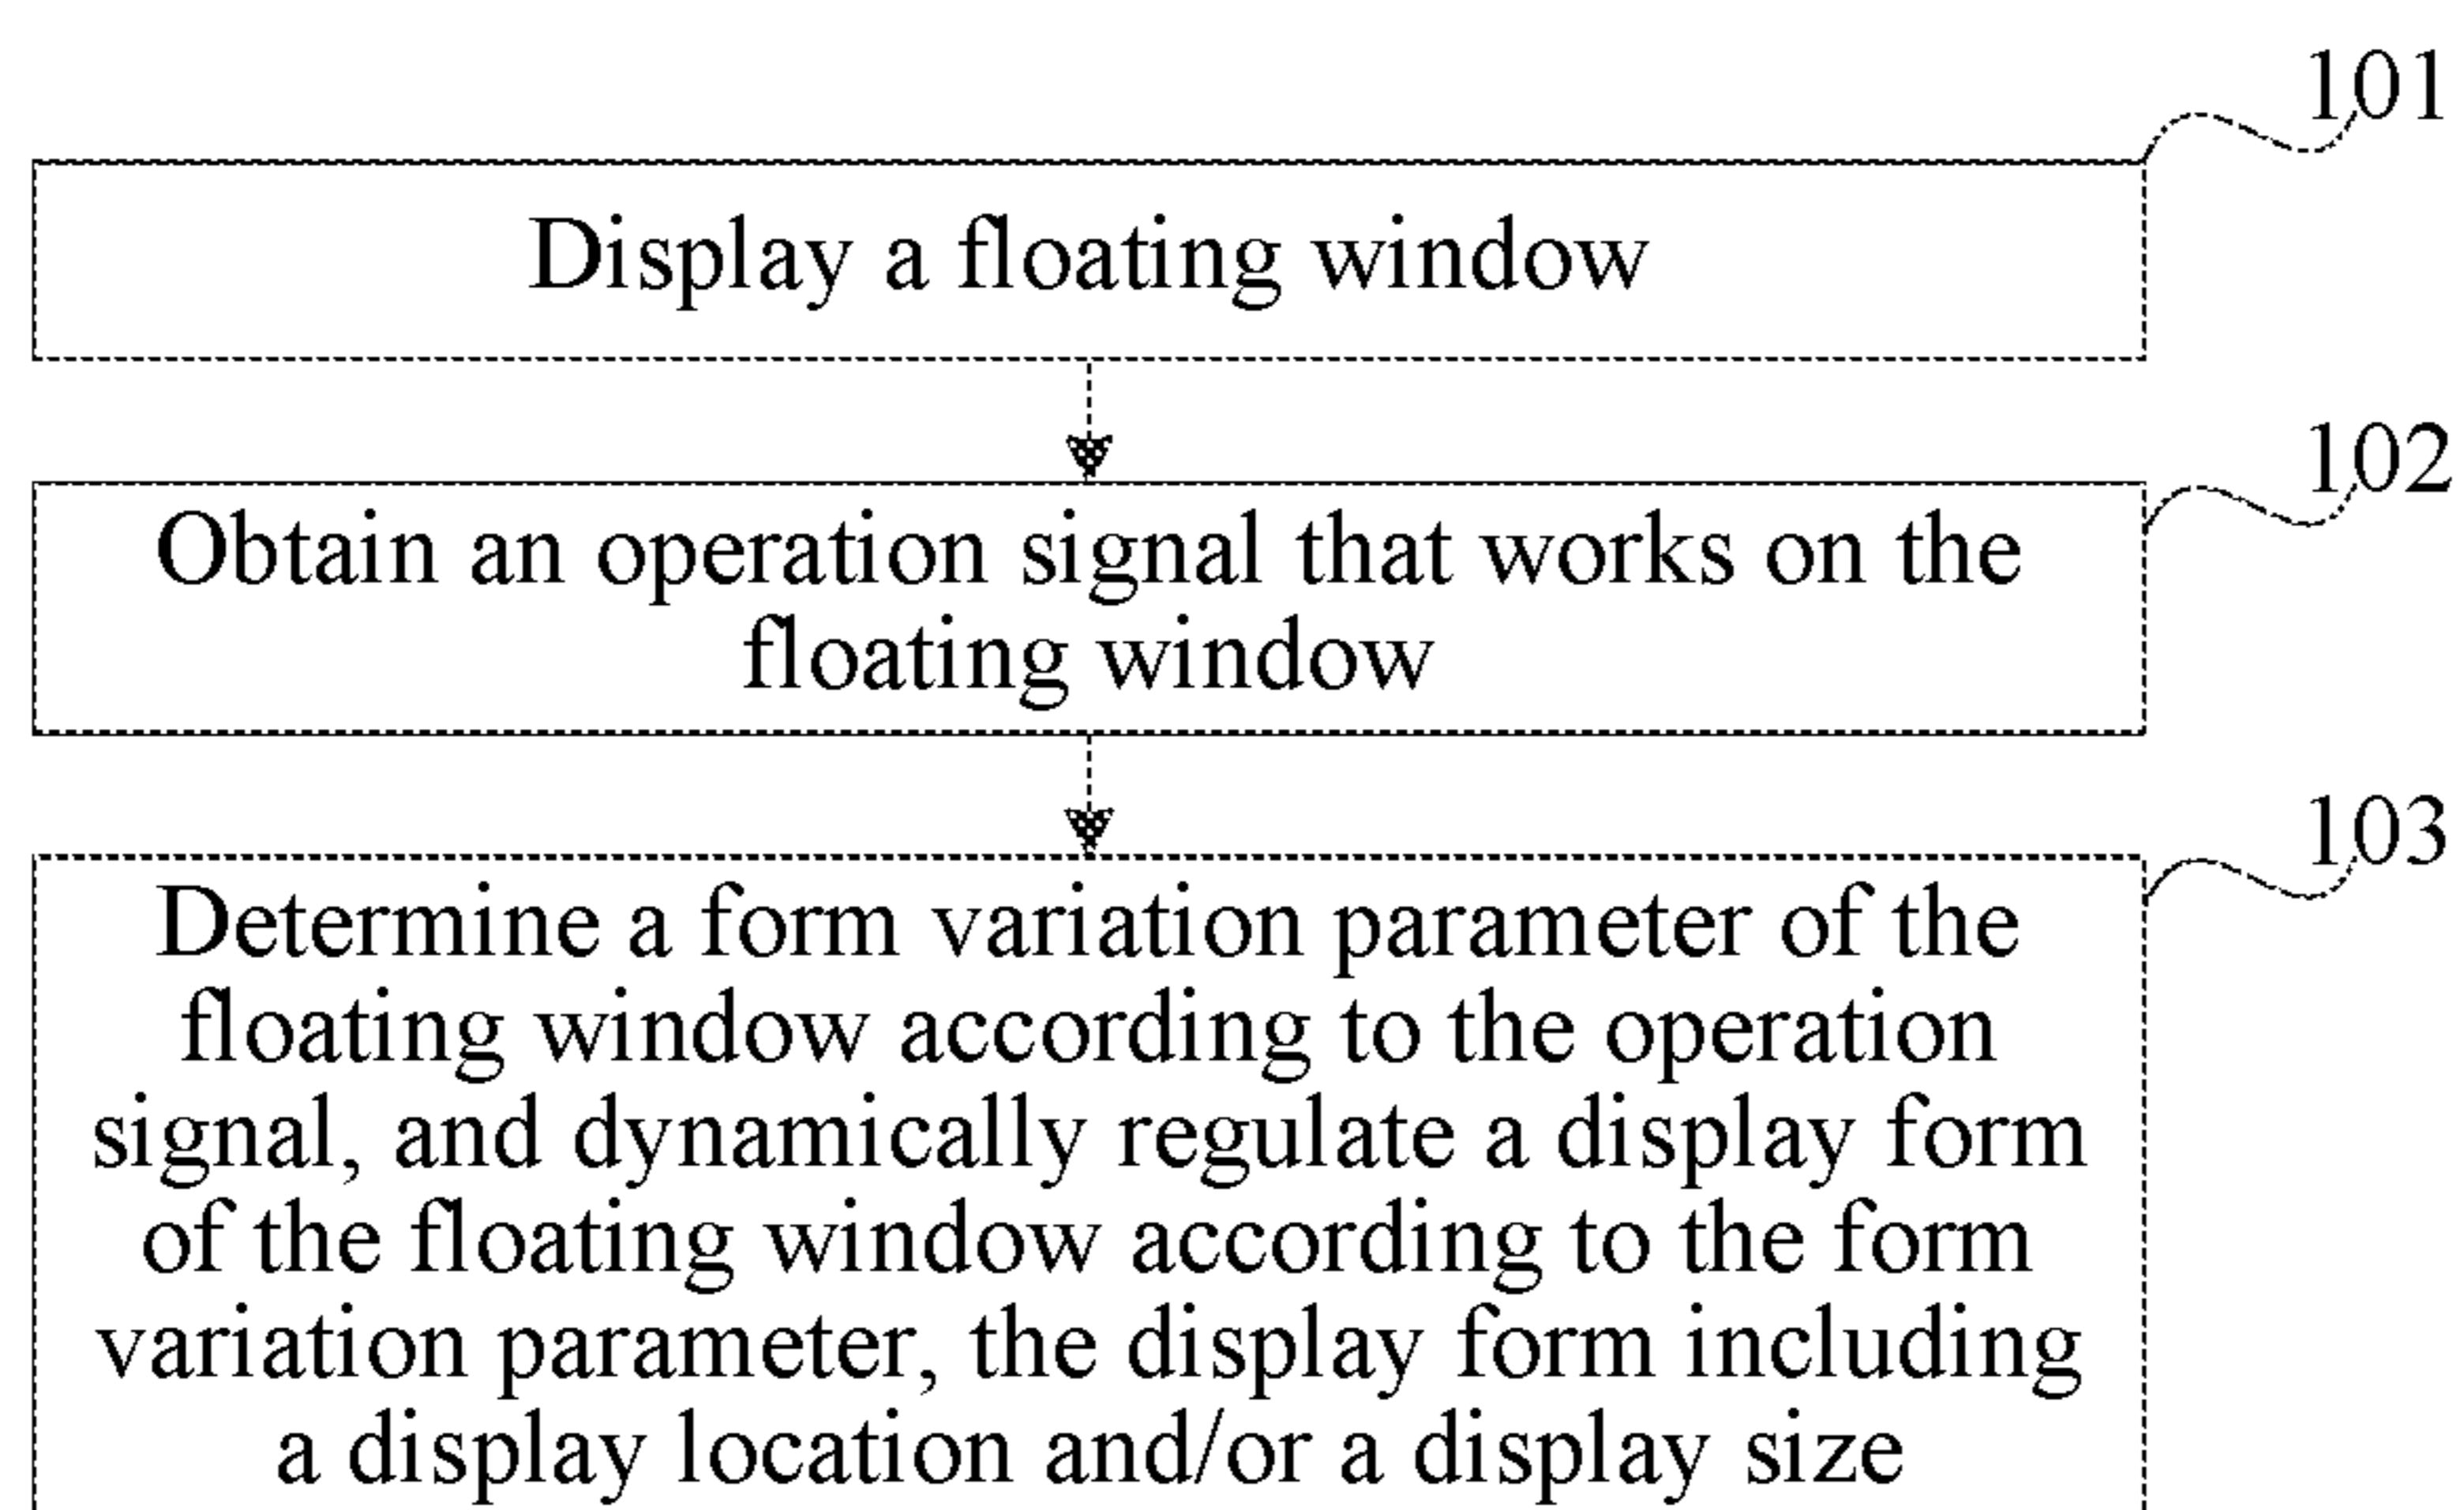 101
Display a floating window
102
Obtain an operation signal that works on the
floating window
103
Determine a form variation parameter of the
floating window according to the operation
signal, and dynamically regulate a display form
of the floating window according to the form
variation parameter, the display form including
a display location and/or a display size